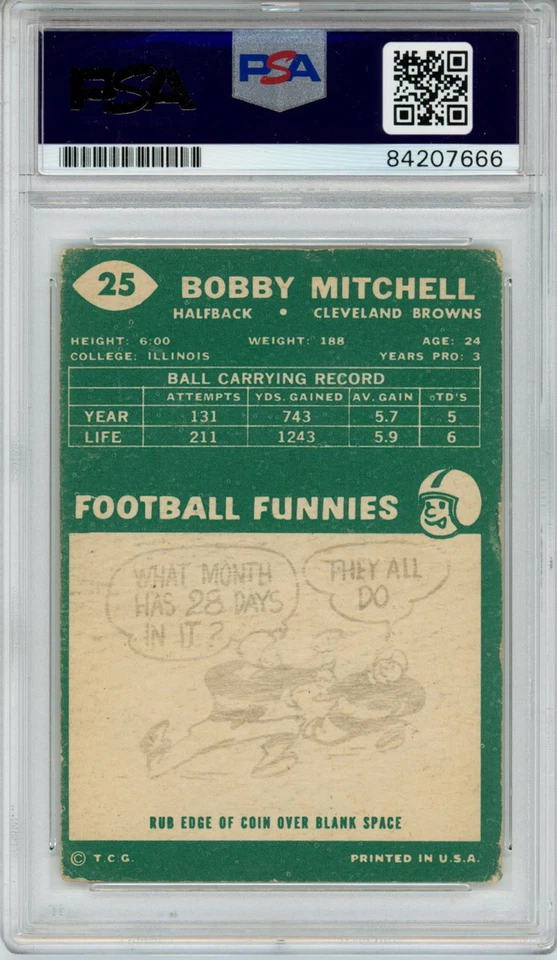 PSA
PSA
84207666
25
BOBBY MITCHELL
HALFBACK • CLEVELAND BROWNS
HEIGHT: 6:00 WEIGHT: 188 AGE: 24
COLLEGE: ILLINOIS YEARS PRO: 3
BALL CARRYING RECORD
ATTEMPTS YDS. GAINED AV. GAIN TD'S
YEAR 131 743 5.7 5
LIFE 211 1243 5.9 6
FOOTBALL FUNNIES
WHAT MONTH
HAS 28 DAYS
IN IT?
THEY ALL
DO
RUB EDGE OF COIN OVER BLANK SPACE
© T.C.G. PRINTED IN U.S.A.